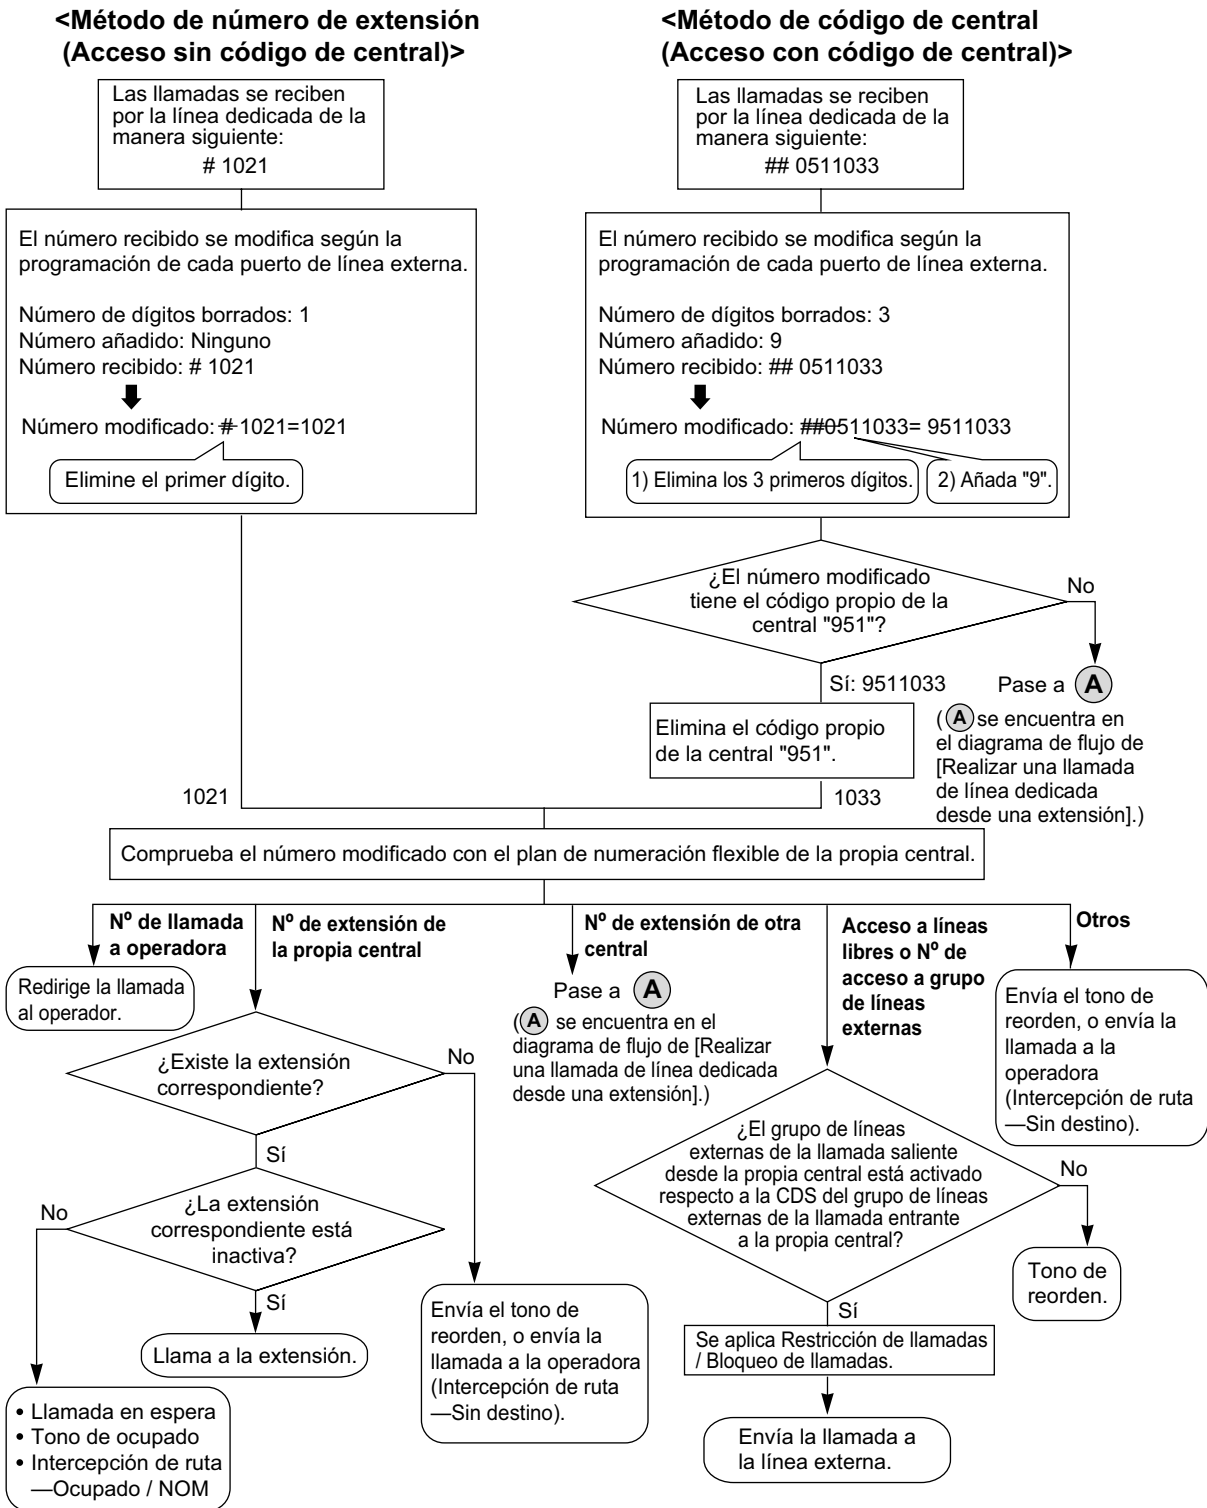 <Método de número de extensión
(Acceso sin código de central)>
Las llamadas se reciben
por la línea dedicada de la
manera siguiente:
# 1021
El número recibido se modifica según la
programación de cada puerto de línea externa.
Número de dígitos borrados: 1
Número añadido: Ninguno
Número recibido: # 1021
Número modificado: # 1021=1021
Elimine el primer dígito.
<Método de código de central
(Acceso con código de central)>
Las llamadas se reciben
por la línea dedicada de la
manera siguiente:
## 0511033
El número recibido se modifica según la
programación de cada puerto de línea externa.
Número de dígitos borrados: 3
Número añadido: 9
Número recibido: ## 0511033
Número modificado: ##0511033= 9511033
1) Elimina los 3 primeros dígitos.
2) Añada "9".
¿El número modificado
tiene el código propio de la
central "951"?
No
Pase a A
(A se encuentra en
el diagrama de flujo de
[Realizar una llamada
de línea dedicada
desde una extensión].)
Sí: 9511033
Elimina el código propio
de la central "951".
1021
1033
Comprueba el número modificado con el plan de numeración flexible de la propia central.
Nº de llamada
a operadora
Redirige la llamada
al operador.
Nº de extensión de
la propia central
¿Existe la extensión
correspondiente?
No
Sí
¿La extensión
correspondiente está
inactiva?
No
Sí
Llama a la extensión.
• Llamada en espera
• Tono de ocupado
• Intercepción de ruta
—Ocupado / NOM
Envía el tono de
reorden, o envía la
llamada a la operadora
(Intercepción de ruta
—Sin destino).
Nº de extensión de otra
central
Pase a A
(A se encuentra en el
diagrama de flujo de [Realizar
una llamada de línea dedicada
desde una extensión].)
Acceso a líneas
libres o Nº de
acceso a grupo
de líneas
externas
¿El grupo de líneas
externas de la llamada saliente
desde la propia central está activado
respecto a la CDS del grupo de líneas
externas de la llamada entrante
a la propia central?
No
Tono de
reorden.
Sí
Se aplica Restricción de llamadas
/ Bloqueo de llamadas.
Envía la llamada a
la línea externa.
Otros
Envía el tono de
reorden, o envía la
llamada a la
operadora
(Intercepción de ruta
—Sin destino).